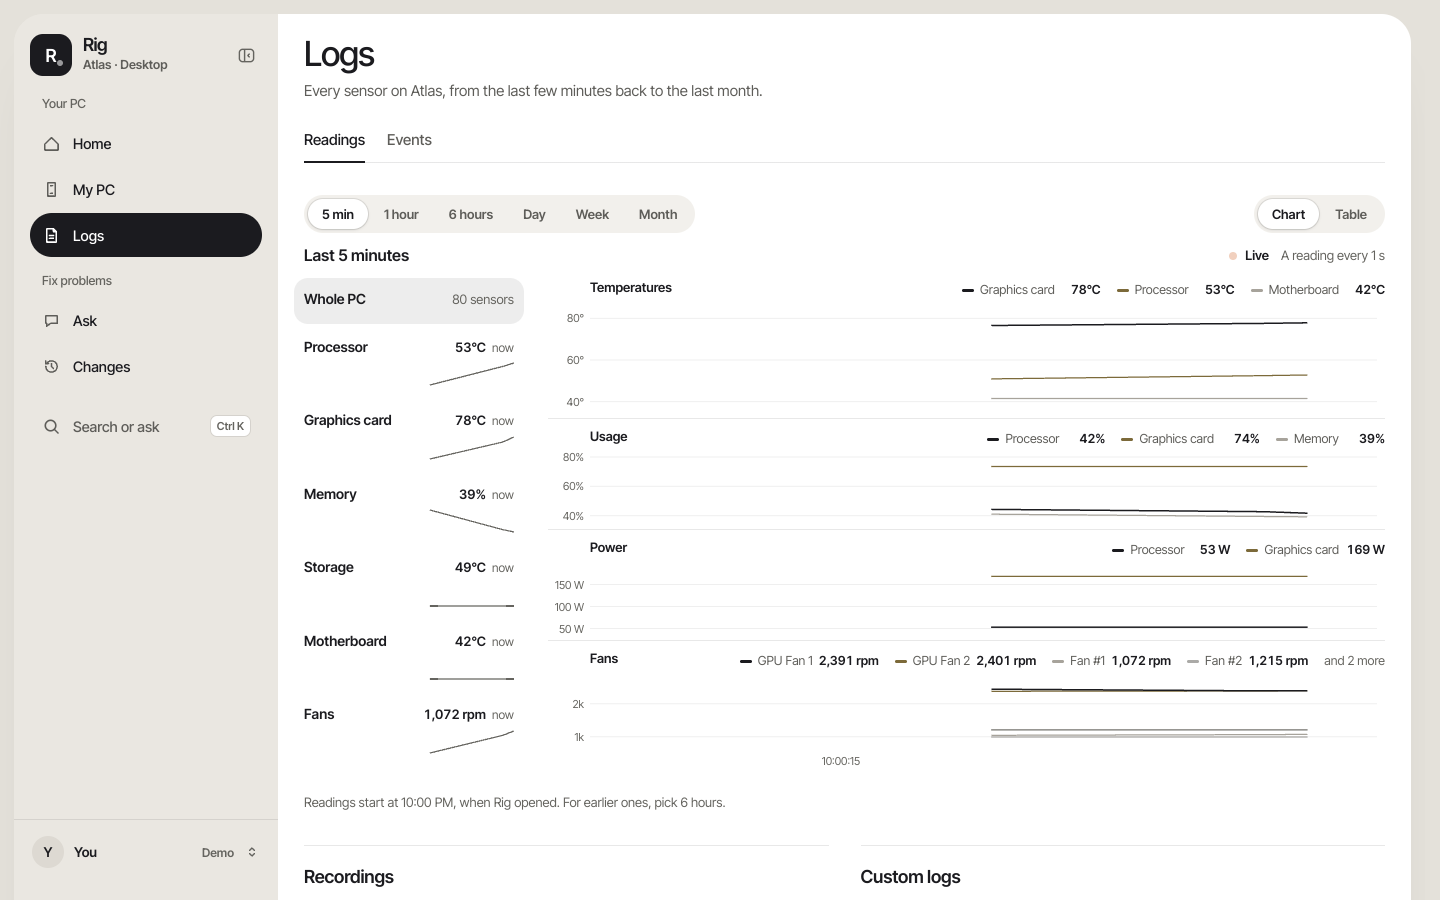 R.
Rig
Atlas · Desktop
Your PC
Home
My PC
Logs
Fix problems
Ask
Changes
Search or ask Ctrl K
Y You Demo
Logs
Every sensor on Atlas, from the last few minutes back to the last month.
Readings Events
5 min 1 hour 6 hours Day Week Month Chart Table
Last 5 minutes Live A reading every 1 s
Whole PC 80 sensors
Processor 53°C now
Graphics card 78°C now
Memory 39% now
Storage 49°C now
Motherboard 42°C now
Fans 1,072 rpm now
Temperatures Graphics card 78°C Processor 53°C Motherboard 42°C
80°
60°
40°
Usage Processor 42% Graphics card 74% Memory 39%
80%
60%
40%
Power Processor 53 W Graphics card 169 W
150 W
100 W
50 W
Fans GPU Fan 1 2,391 rpm GPU Fan 2 2,401 rpm Fan #1 1,072 rpm Fan #2 1,215 rpm and 2 more
2k
1k
10:00:15
Readings start at 10:00 PM, when Rig opened. For earlier ones, pick 6 hours.
Recordings Custom logs